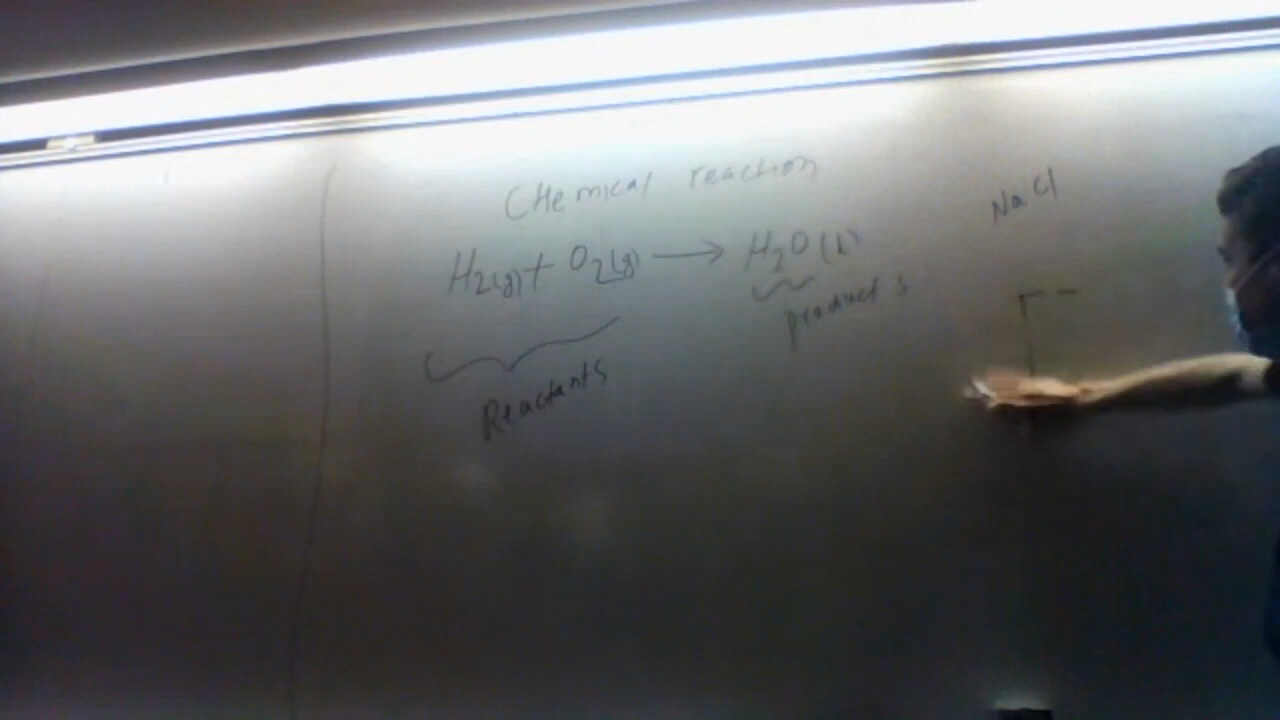 CHemical reaction
H₂(g) + O₂(g) → H₂O (l)
products
Reactants
NaCl